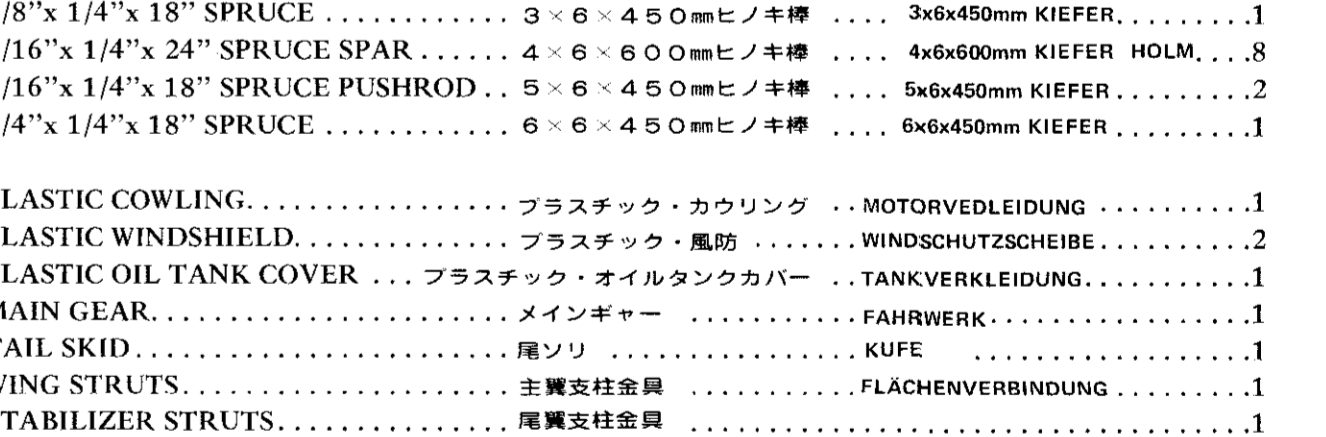 /8”x 1/4”x 18” SPRUCE ............ 3×6×450㎜ヒノキ棒 .... 3x6x450mm KIEFER.........1
/16”x 1/4”x 24” SPRUCE SPAR ...... 4×6×600㎜ヒノキ棒 .... 4x6x600mm KIEFER HOLM....8
/16”x 1/4”x 18” SPRUCE PUSHROD .. 5×6×450㎜ヒノキ棒 .... 5x6x450mm KIEFER.........2
/4”x 1/4”x 18” SPRUCE ............ 6×6×450㎜ヒノキ棒 .... 6x6x450mm KIEFER.........1
LASTIC COWLING................. プラスチック・カウリング ..MOTORVEDLEIDUNG ..........1
LASTIC WINDSHIELD.............. プラスチック・風防 .......WINDSCHUTZSCHEIBE..........2
LASTIC OIL TANK COVER ... プラスチック・オイルタンクカバー ..TANKVERKLEIDUNG...........1
MAIN GEAR....................... メインギャー ...........FAHRWERK.................1
TAIL SKID........................ 尾ソリ ................KUFE .................1
WING STRUTS..................... 主翼支柱金具 ...........FLÄCHENVERBINDUNG .........1
TABILIZER STRUTS............... 尾翼支柱金具 ....................................1